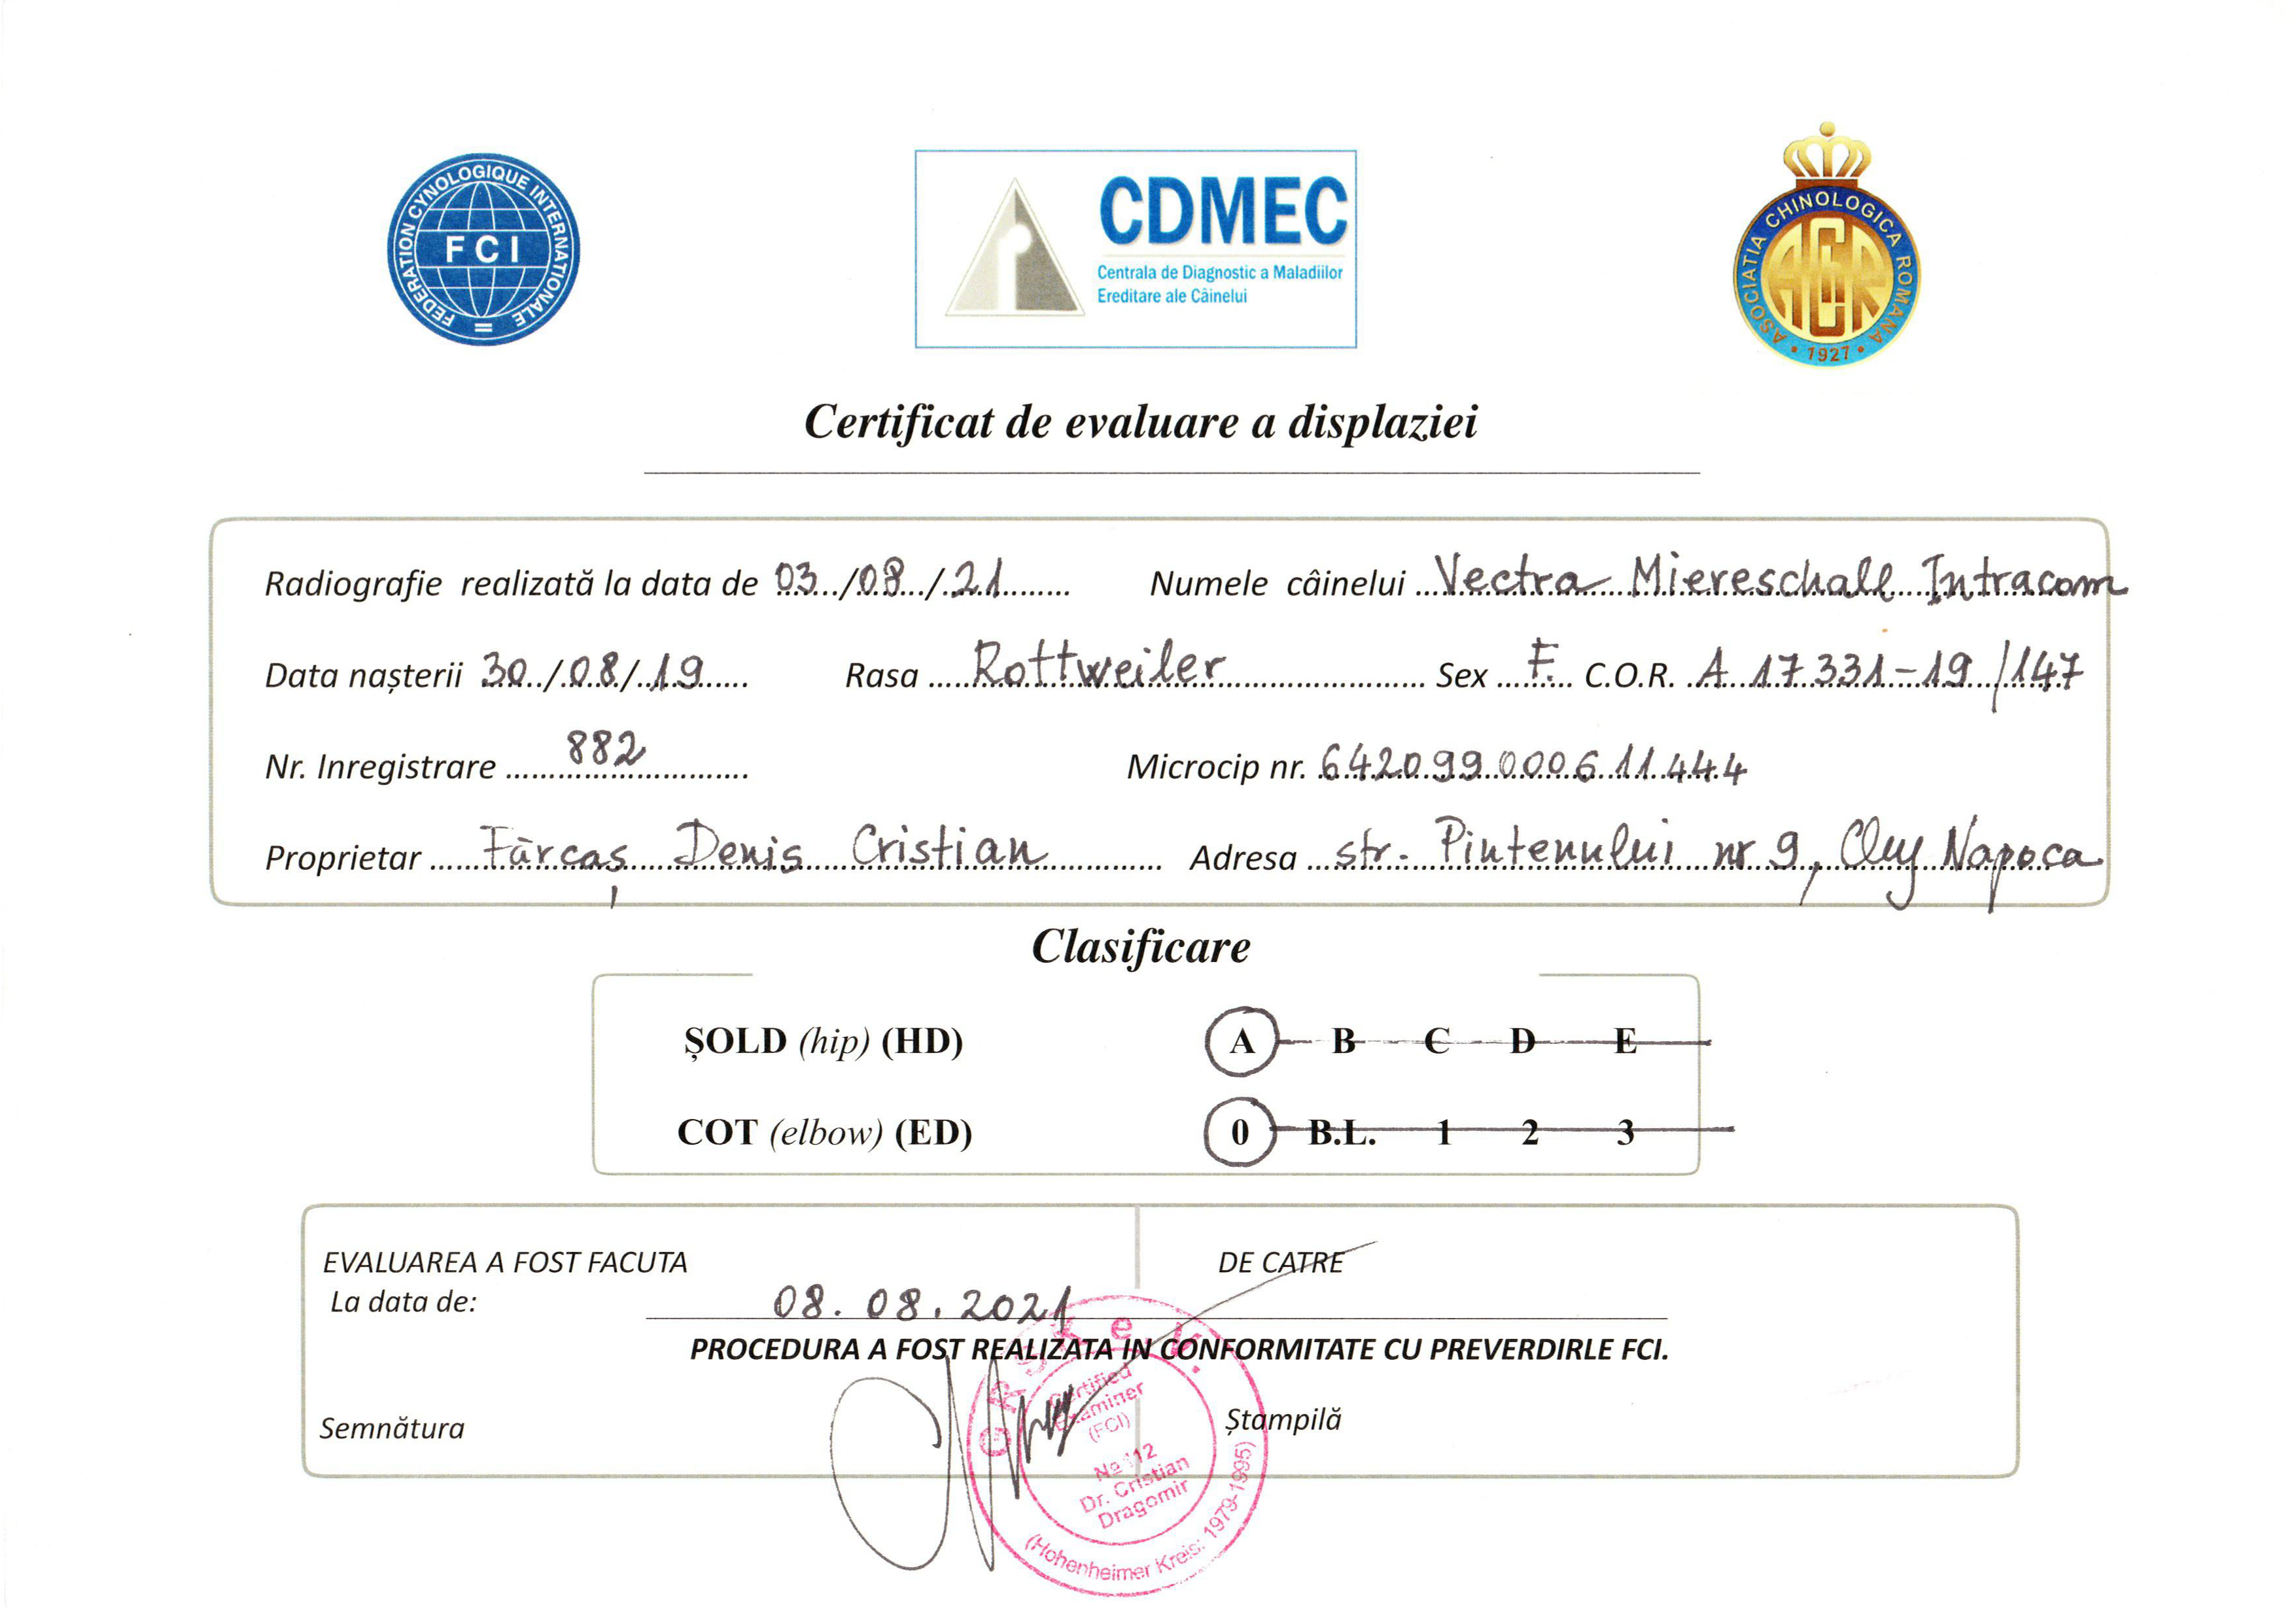 FEDERATION CYNOLOGIQUE INTERNATIONALE
FCI
CDMEC
Centrala de Diagnostic a Maladiilor
Ereditare ale Câinelui
ASOCIATIA CHINOLOGICA ROMANA
AChR
• 1927 •
Certificat de evaluare a displaziei
Radiografie realizată la data de 03/08/21 Numele câinelui Vectra Miereschall Intracom
Data nașterii 30/08/19 Rasa Rottweiler Sex F. C.O.R. A 17331-19/147
Nr. Inregistrare 882 Microcip nr. 642099000611444
Proprietar Fărcaș Denis Cristian Adresa str. Pintenului nr 9, Cluj Napoca
Clasificare
ȘOLD (hip) (HD) A B C D E
COT (elbow) (ED) 0 B.L. 1 2 3
EVALUAREA A FOST FACUTA DE CATRE
La data de: 08.08.2021
PROCEDURA A FOST REALIZATA IN CONFORMITATE CU PREVERDIRLE FCI.
Semnătura Ștampilă
GRSK e.V.
Certified
Examiner
(FCI)
№ 112
Dr. Cristian
Dragomir
(Hohenheimer Kreis: 1979-1995)